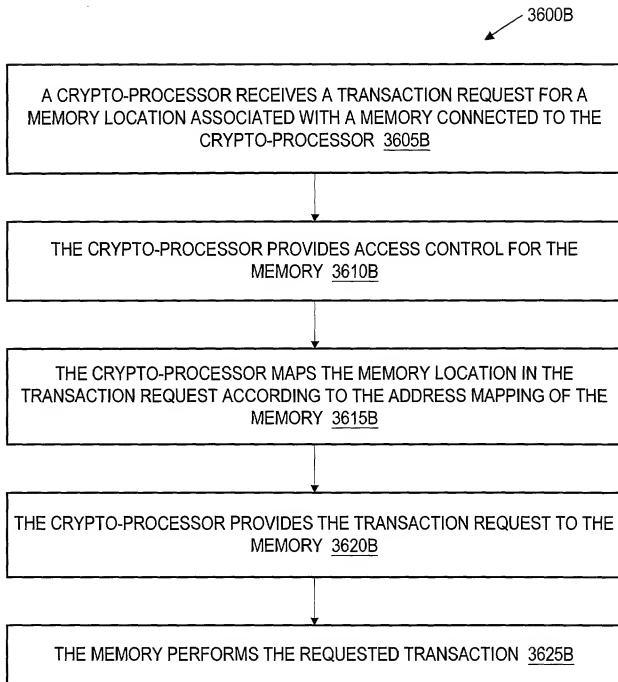 3600B
A CRYPTO-PROCESSOR RECEIVES A TRANSACTION REQUEST FOR A
MEMORY LOCATION ASSOCIATED WITH A MEMORY CONNECTED TO THE
CRYPTO-PROCESSOR 3605B
THE CRYPTO-PROCESSOR PROVIDES ACCESS CONTROL FOR THE
MEMORY 3610B
THE CRYPTO-PROCESSOR MAPS THE MEMORY LOCATION IN THE
TRANSACTION REQUEST ACCORDING TO THE ADDRESS MAPPING OF THE
MEMORY 3615B
THE CRYPTO-PROCESSOR PROVIDES THE TRANSACTION REQUEST TO THE
MEMORY 3620B
THE MEMORY PERFORMS THE REQUESTED TRANSACTION 3625B